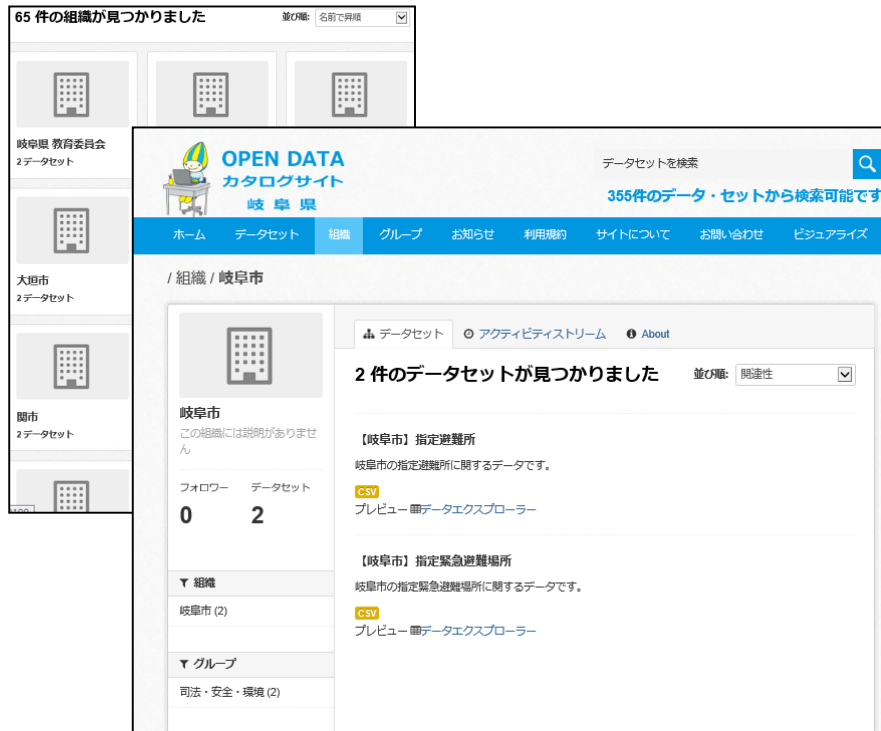 65 件の組織が見つかりました
並び順: 名前で昇順
岐阜県 教育委員会
2データセット
大垣市
2データセット
関市
2データセット
OPEN DATA
カタログサイト
岐阜県
データセットを検索
355件のデータ・セットから検索可能です
ホーム データセット 組織 グループ お知らせ 利用規約 サイトについて お問い合わせ ビジュアライズ
/ 組織 / 岐阜市
岐阜市
この組織には説明がありませ
ん
フォロワー データセット
0 2
組織
岐阜市 (2)
グループ
司法・安全・環境 (2)
データセット アクティビティストリーム About
2 件のデータセットが見つかりました
並び順: 関連性
【岐阜市】指定避難所
岐阜市の指定避難所に関するデータです。
CSV
プレビュー データエクスプローラー
【岐阜市】指定緊急避難場所
岐阜市の指定緊急避難場所に関するデータです。
CSV
プレビュー データエクスプローラー